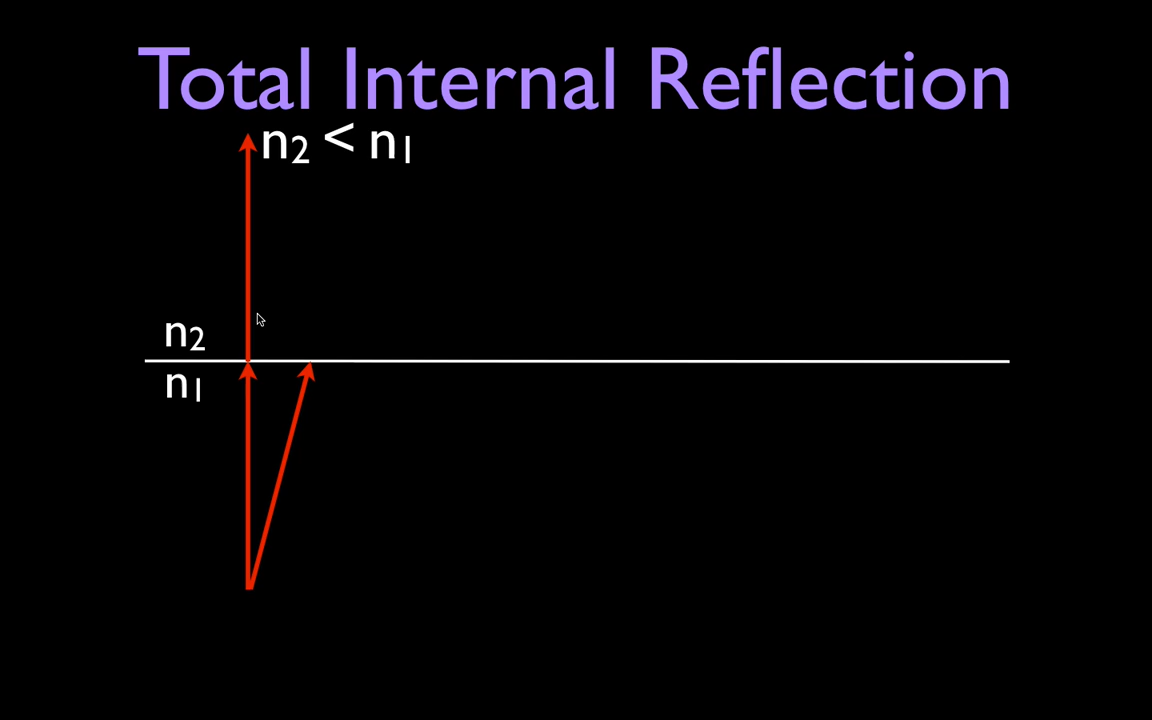 Total Internal Reflection
n₂ < n₁
n₂
n₁